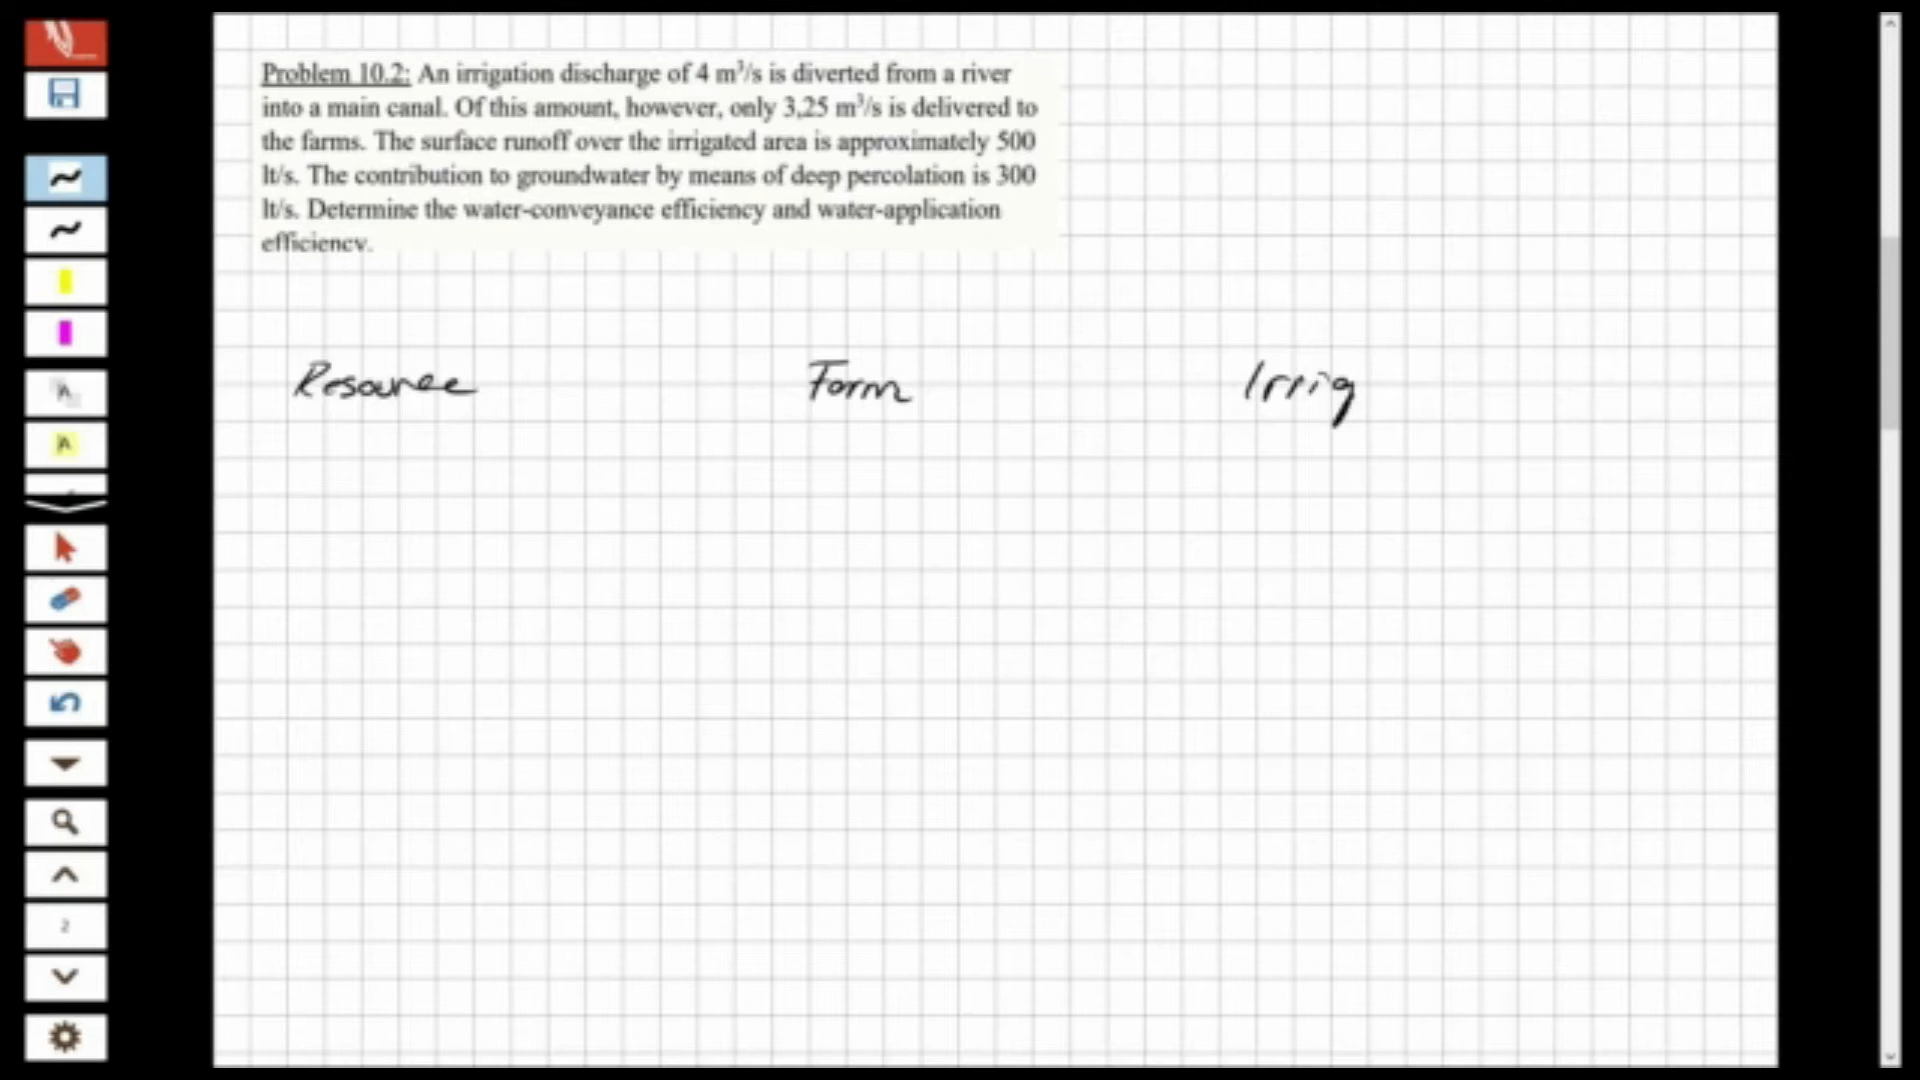 Problem 10.2: An irrigation discharge of 4 m³/s is diverted from a river
into a main canal. Of this amount, however, only 3,25 m³/s is delivered to
the farms. The surface runoff over the irrigated area is approximately 500
lt/s. The contribution to groundwater by means of deep percolation is 300
lt/s. Determine the water-conveyance efficiency and water-application
efficiency.
Resource Farm Irrig
A
A
2